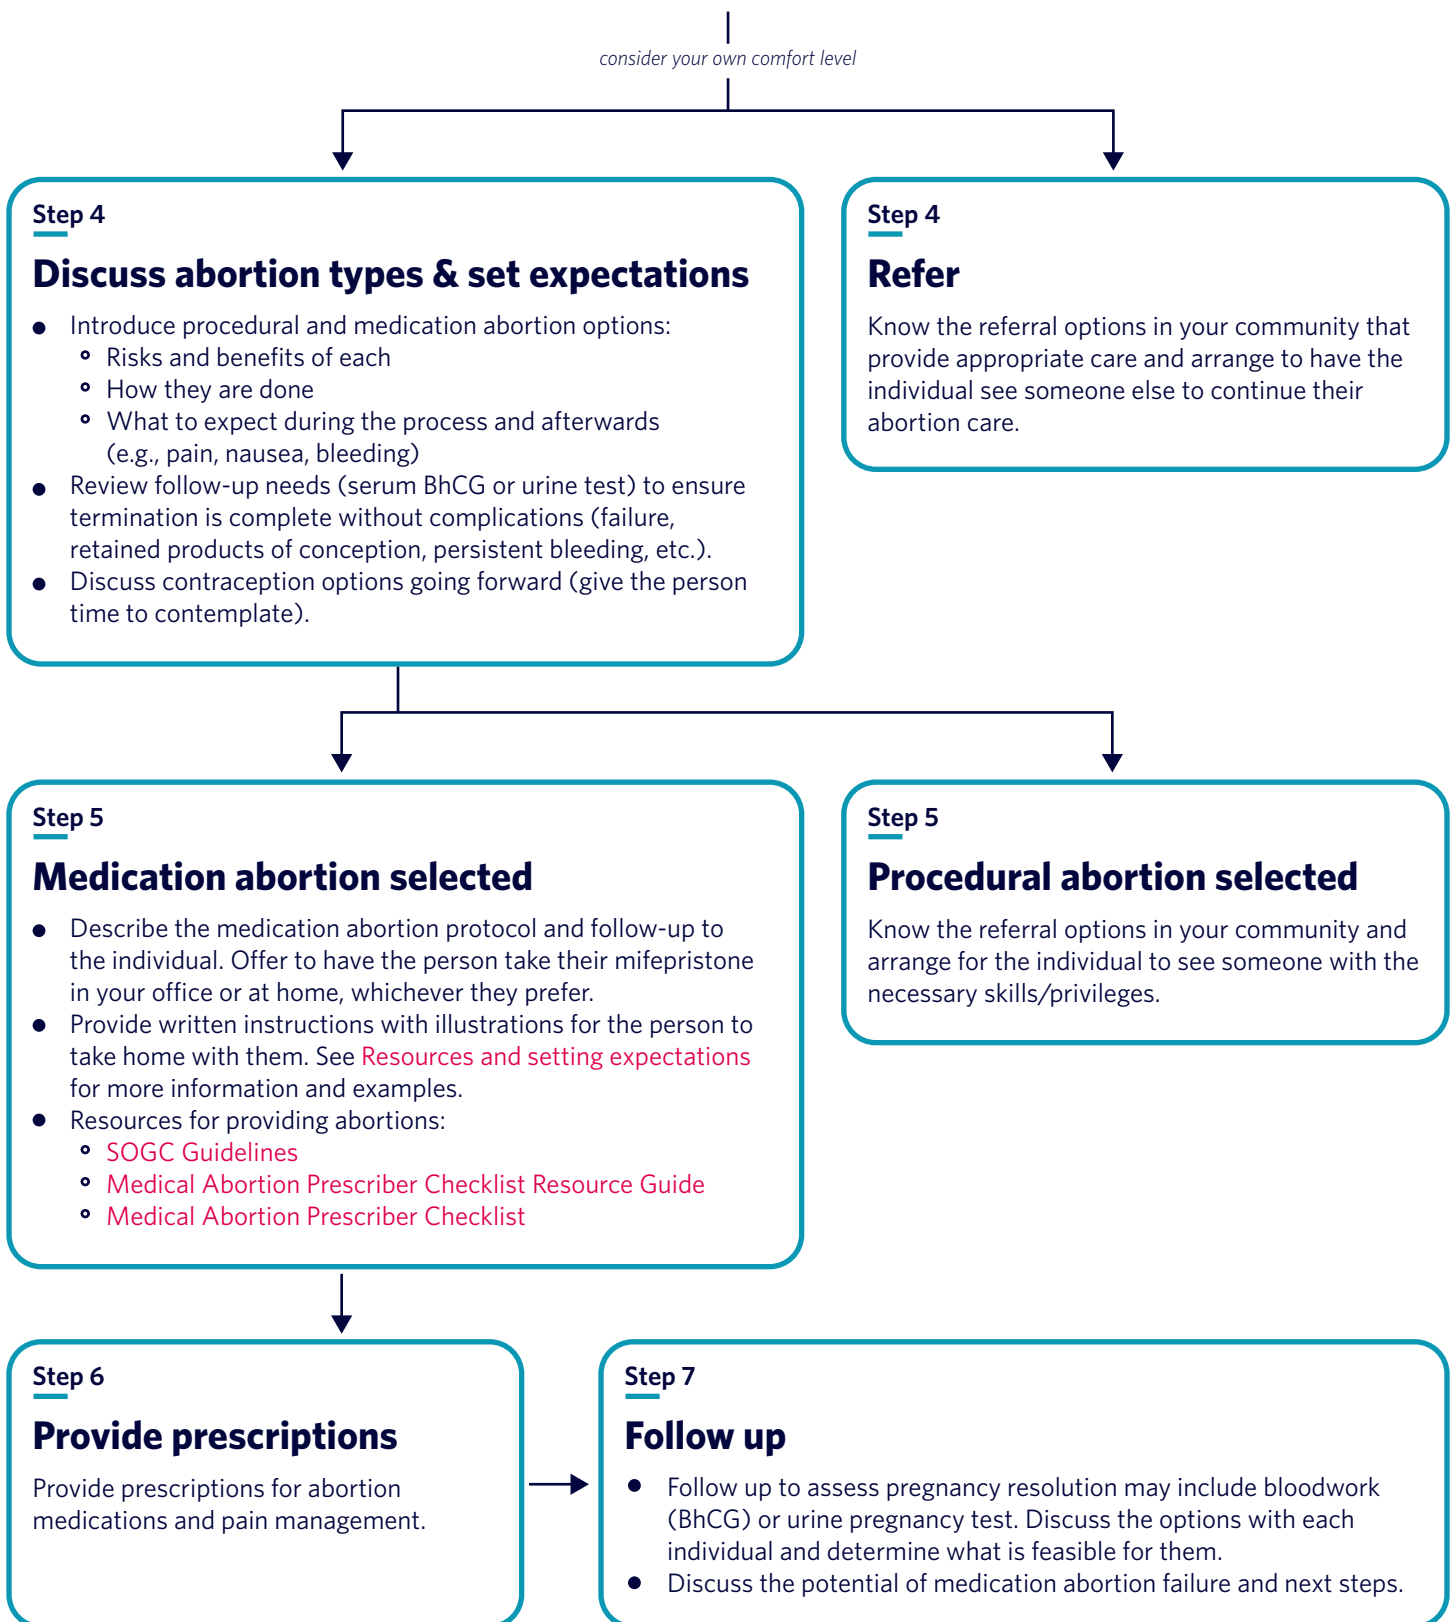 consider your own comfort level
Step 4
Discuss abortion types & set expectations
● Introduce procedural and medication abortion options:
⚬ Risks and benefits of each
⚬ How they are done
⚬ What to expect during the process and afterwards
(e.g., pain, nausea, bleeding)
● Review follow-up needs (serum BhCG or urine test) to ensure
termination is complete without complications (failure,
retained products of conception, persistent bleeding, etc.).
● Discuss contraception options going forward (give the person
time to contemplate).
Step 4
Refer
Know the referral options in your community that
provide appropriate care and arrange to have the
individual see someone else to continue their
abortion care.
Step 5
Medication abortion selected
● Describe the medication abortion protocol and follow-up to
the individual. Offer to have the person take their mifepristone
in your office or at home, whichever they prefer.
● Provide written instructions with illustrations for the person to
take home with them. See Resources and setting expectations
for more information and examples.
● Resources for providing abortions:
⚬ SOGC Guidelines
⚬ Medical Abortion Prescriber Checklist Resource Guide
⚬ Medical Abortion Prescriber Checklist
Step 5
Procedural abortion selected
Know the referral options in your community and
arrange for the individual to see someone with the
necessary skills/privileges.
Step 6
Provide prescriptions
Provide prescriptions for abortion
medications and pain management.
Step 7
Follow up
● Follow up to assess pregnancy resolution may include bloodwork
(BhCG) or urine pregnancy test. Discuss the options with each
individual and determine what is feasible for them.
● Discuss the potential of medication abortion failure and next steps.